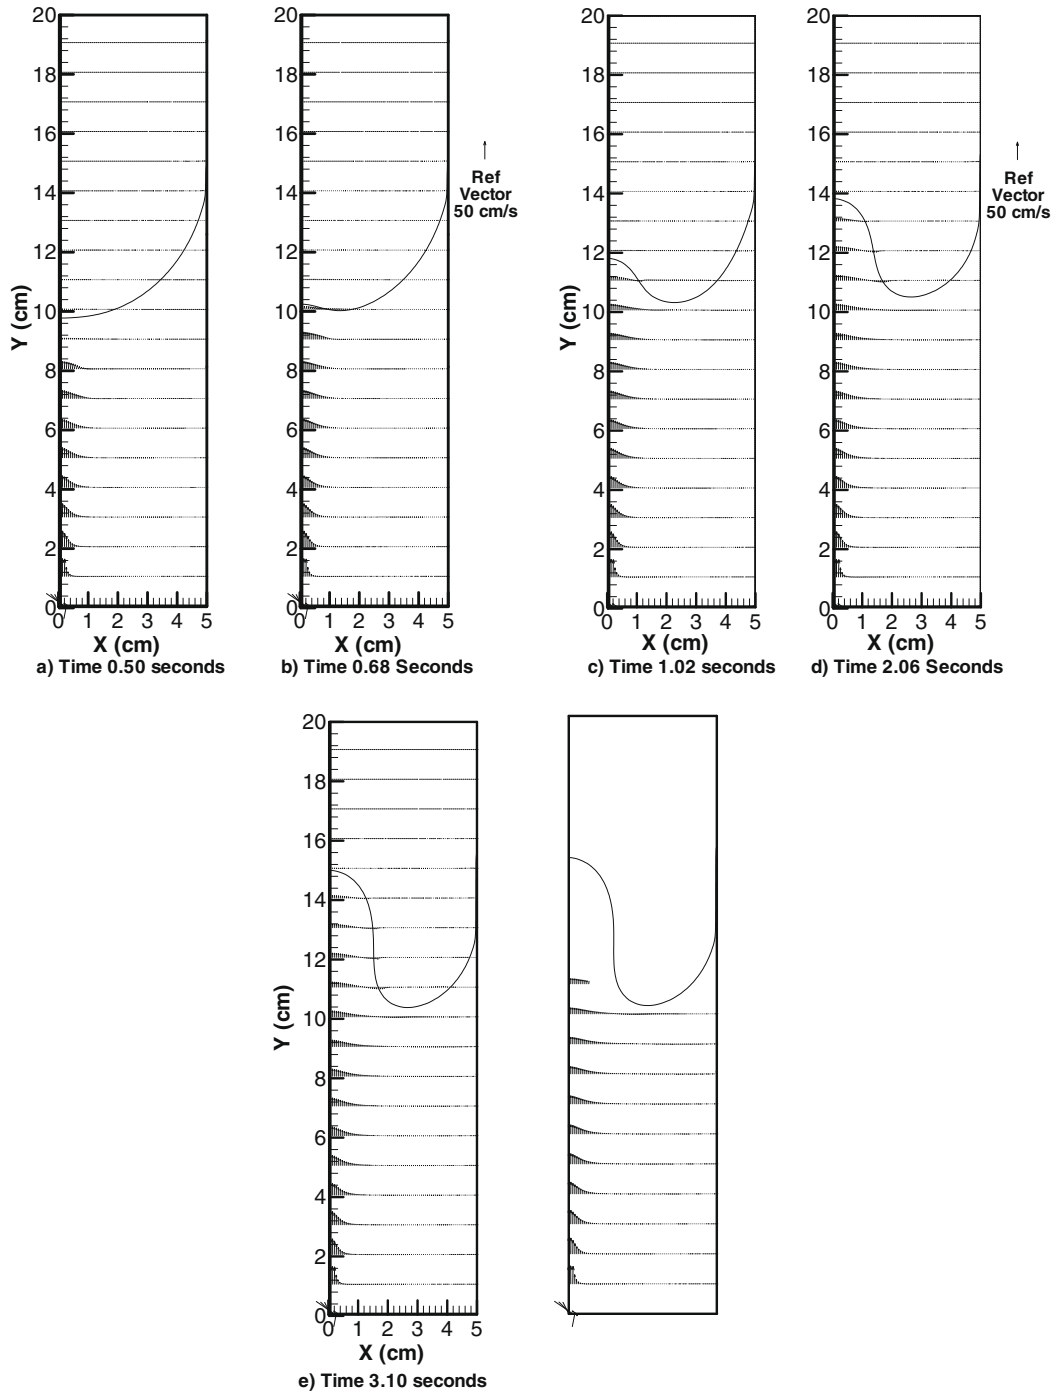 20
18
16
14
12
10
8
6
4
2
0
Y (cm)
0 1 2 3 4 5
X (cm)
a) Time 0.50 seconds
20
18
16
14
12
10
8
6
4
2
0
0 1 2 3 4 5
X (cm)
b) Time 0.68 Seconds
Ref
Vector
50 cm/s
20
18
16
14
12
10
8
6
4
2
0
Y (cm)
0 1 2 3 4 5
X (cm)
c) Time 1.02 seconds
20
18
16
14
12
10
8
6
4
2
0
0 1 2 3 4 5
X (cm)
d) Time 2.06 Seconds
Ref
Vector
50 cm/s
20
18
16
14
12
10
8
6
4
2
0
Y (cm)
0 1 2 3 4 5
X (cm)
e) Time 3.10 seconds